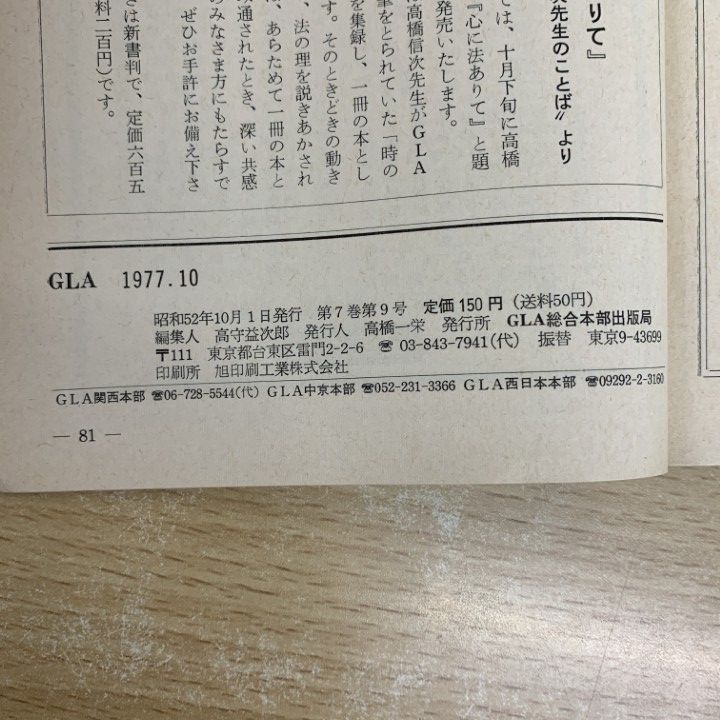 りて』
先生のことば〟より
では、十月下旬に高橋
『心に法ありて』と題
発売いたします。
は高橋信次先生がGLA
筆をとられていた「時の
を集録し、一冊の本とし
す。そのときどきの動き
、法の理を説きあかされ
、あらためて一冊の本と
通されたとき、深い共感
のみなさま方にもたらすで
ぜひお手許にお備え下さ
は新書判で、定価六百五
料二百円)です。
GLA 1977.10
昭和52年10月1日発行 第7巻第9号 定価150円(送料50円)
編集人 高守益次郎 発行人 高橋一栄 発行所 GLA総合本部出版局
〒111 東京都台東区雷門2-2-6 ☎ 03-843-7941(代) 振替 東京9-43699
印刷所 旭印刷工業株式会社
GLA関西本部 ☎06-728-5544(代) GLA中京本部 ☎052-231-3366 GLA西日本本部 ☎09292-2-3160
— 81 —